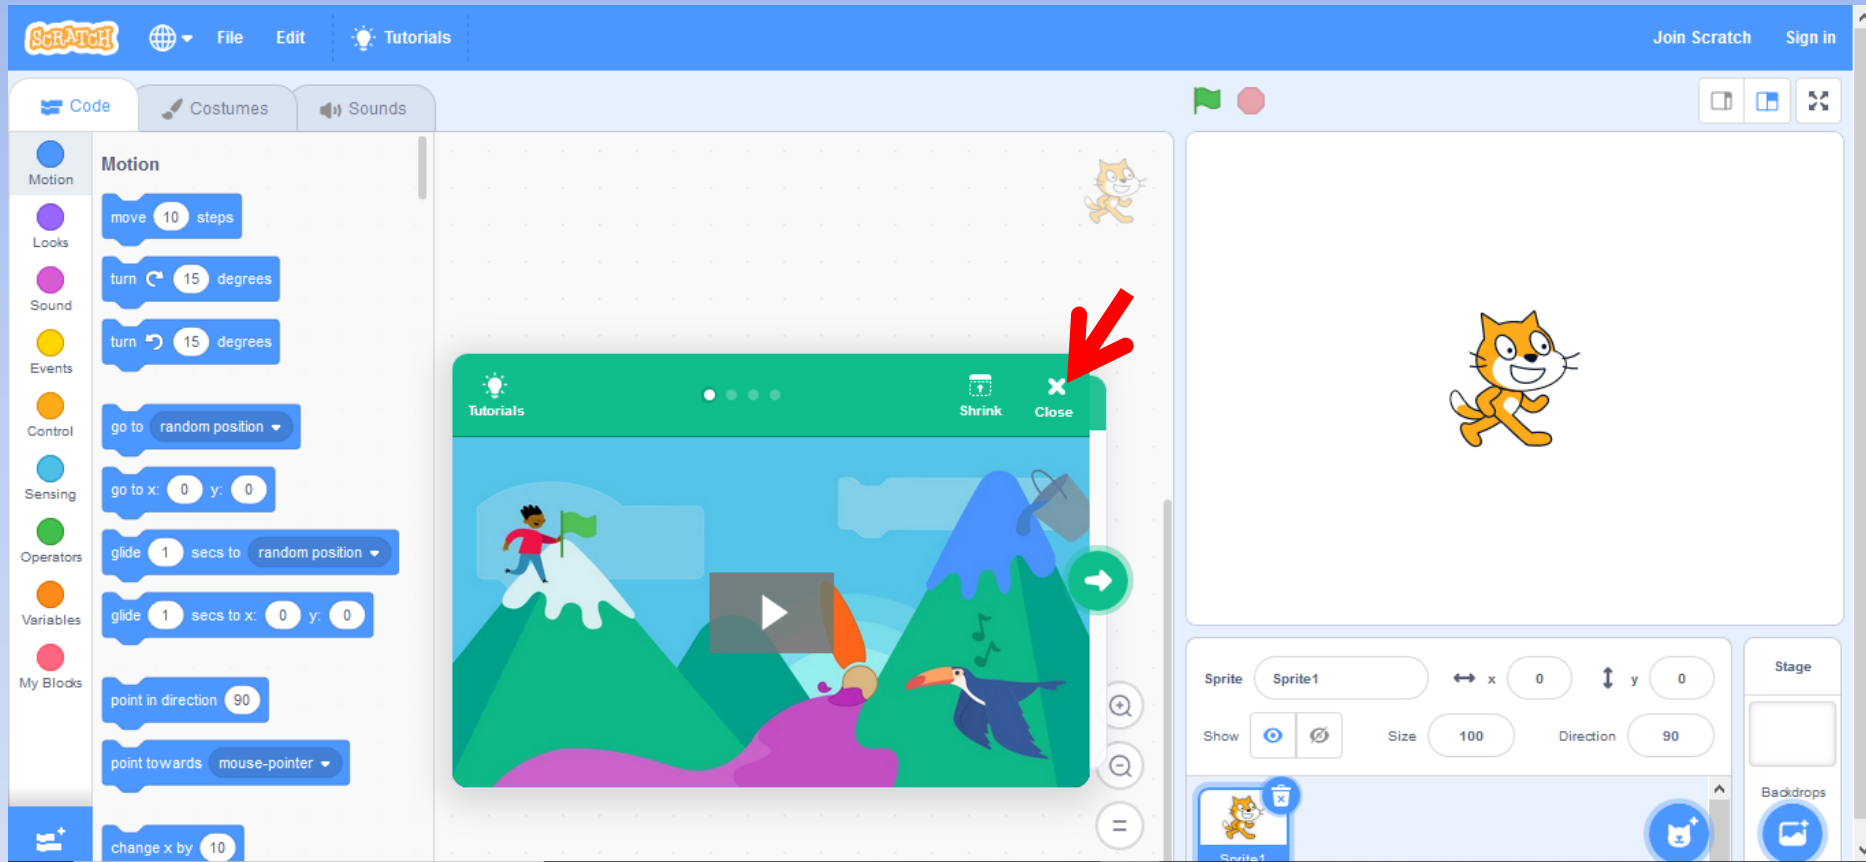 SCRATCH File Edit Tutorials Join Scratch Sign in
Code Costumes Sounds
Motion
Looks
Sound
Events
Control
Sensing
Operators
Variables
My Blocks
Motion
move 10 steps
turn 15 degrees
turn 15 degrees
go to random position
go to x: 0 y: 0
glide 1 secs to random position
glide 1 secs to x: 0 y: 0
point in direction 90
point towards mouse-pointer
change x by 10
Tutorials Shrink Close
Sprite Sprite1 x 0 y 0
Show Size 100 Direction 90
Sprite1
Stage
Backdrops